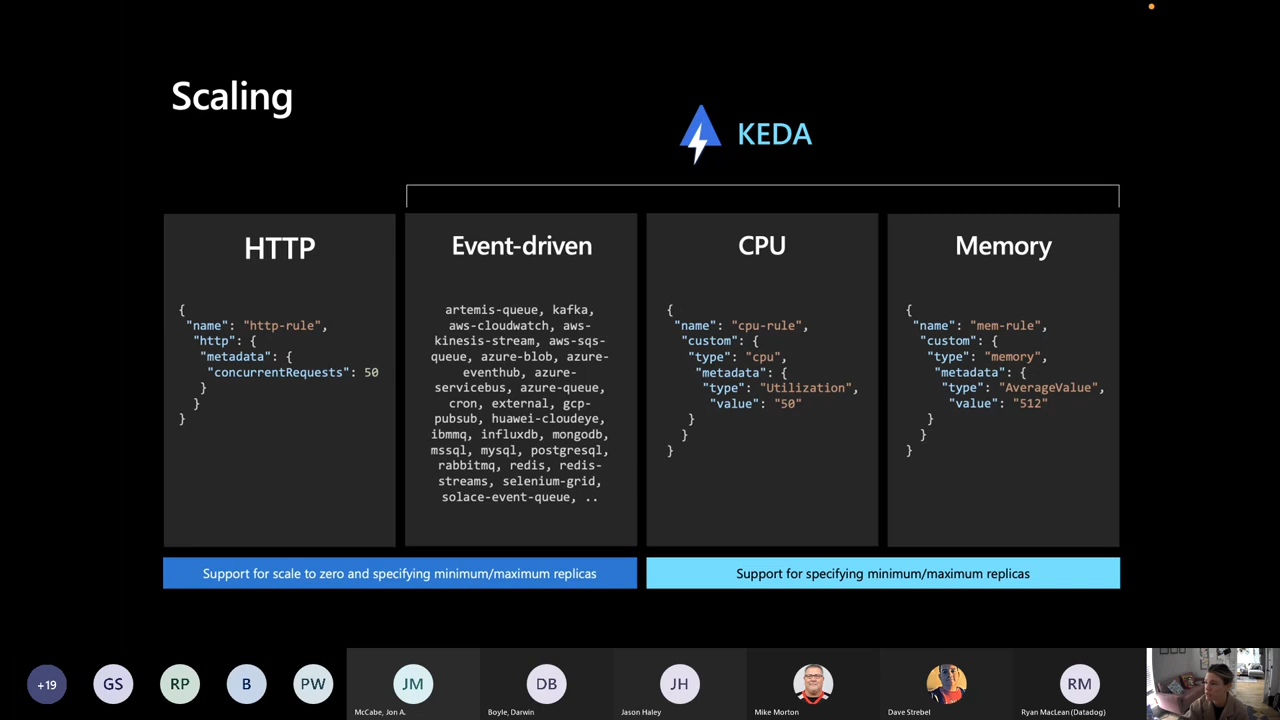 Scaling
KEDA
HTTP
{
"name": "http-rule",
"http": {
"metadata": {
"concurrentRequests": 50
}
}
}
Event-driven
artemis-queue, kafka,
aws-cloudwatch, aws-
kinesis-stream, aws-sqs-
queue, azure-blob, azure-
eventhub, azure-
servicebus, azure-queue,
cron, external, gcp-
pubsub, huawei-cloudeye,
ibmmq, influxdb, mongodb,
mssql, mysql, postgresql,
rabbitmq, redis, redis-
streams, selenium-grid,
solace-event-queue, ..
CPU
{
"name": "cpu-rule",
"custom": {
"type": "cpu",
"metadata": {
"type": "Utilization",
"value": "50"
}
}
}
Memory
{
"name": "mem-rule",
"custom": {
"type": "memory",
"metadata": {
"type": "AverageValue",
"value": "512"
}
}
}
Support for scale to zero and specifying minimum/maximum replicas
Support for specifying minimum/maximum replicas
+19
GS
RP
B
PW
JM
McCabe, Jon A.
DB
Boyle, Darwin
JH
Jason Haley
Mike Morton
Dave Strebel
RM
Ryan MacLean (Datadog)